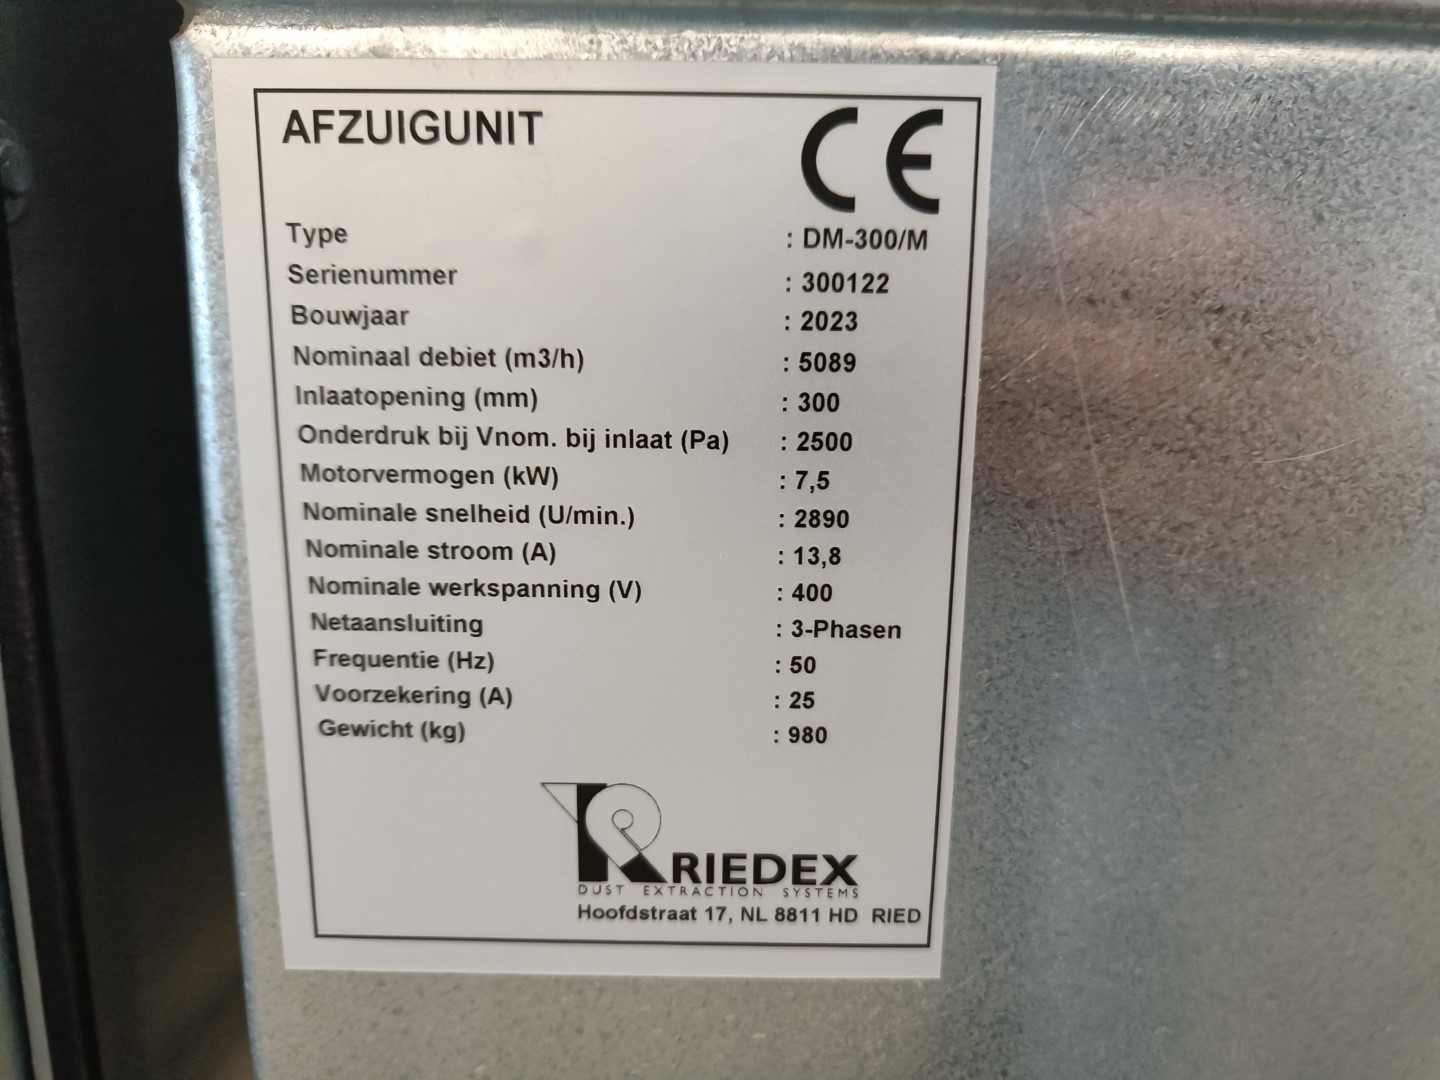 AFZUIGUNIT
CE
Type : DM-300/M
Serienummer : 300122
Bouwjaar : 2023
Nominaal debiet (m3/h) : 5089
Inlaatopening (mm) : 300
Onderdruk bij Vnom. bij inlaat (Pa) : 2500
Motorvermogen (kW) : 7,5
Nominale snelheid (U/min.) : 2890
Nominale stroom (A) : 13,8
Nominale werkspanning (V) : 400
Netaansluiting : 3-Phasen
Frequentie (Hz) : 50
Voorzekering (A) : 25
Gewicht (kg) : 980
RIEDEX
DUST EXTRACTION SYSTEMS
Hoofdstraat 17, NL 8811 HD RIED